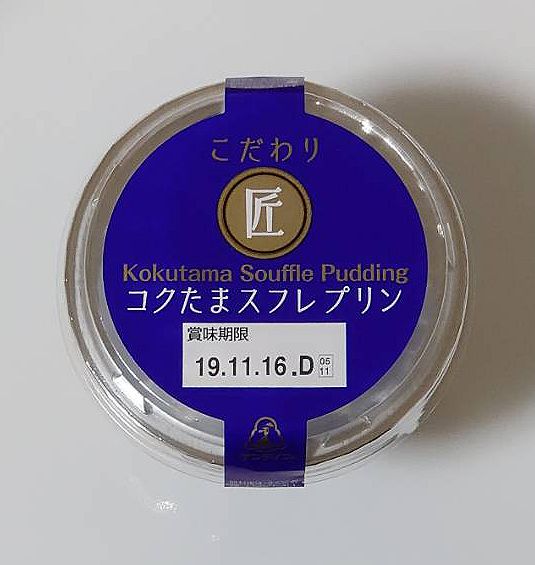 こだわり
匠
Kokutama Souffle Pudding
コクたまスフレプリン
賞味期限
19.11.16.D
05
11